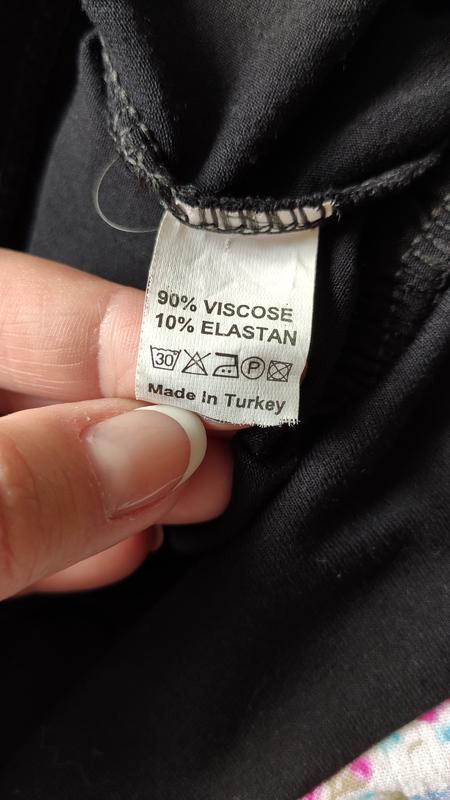 90% VISCOSE
10% ELASTAN
30° P
Made in Turkey